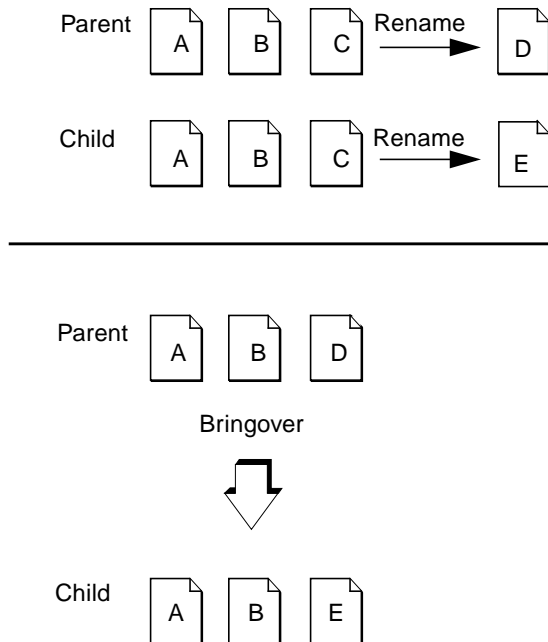 Parent A B C Rename D
Child A B C Rename E
Parent A B D
Bringover
Child A B E